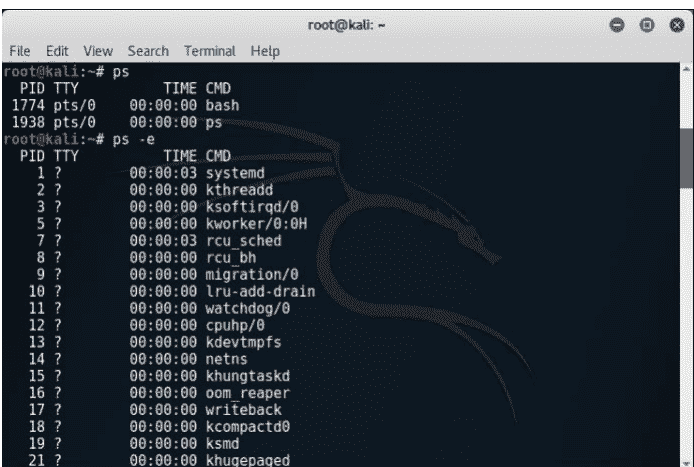 root@kali: ~
File Edit View Search Terminal Help
root@kali:~# ps
PID TTY TIME CMD
1774 pts/0 00:00:00 bash
1938 pts/0 00:00:00 ps
root@kali:~# ps -e
PID TTY TIME CMD
1 ? 00:00:03 systemd
2 ? 00:00:00 kthreadd
3 ? 00:00:00 ksoftirqd/0
5 ? 00:00:00 kworker/0:0H
7 ? 00:00:03 rcu_sched
8 ? 00:00:00 rcu_bh
9 ? 00:00:00 migration/0
10 ? 00:00:00 lru-add-drain
11 ? 00:00:00 watchdog/0
12 ? 00:00:00 cpuhp/0
13 ? 00:00:00 kdevtmpfs
14 ? 00:00:00 netns
15 ? 00:00:00 khungtaskd
16 ? 00:00:00 oom_reaper
17 ? 00:00:00 writeback
18 ? 00:00:00 kcompactd0
19 ? 00:00:00 ksmd
21 ? 00:00:00 khugepaged